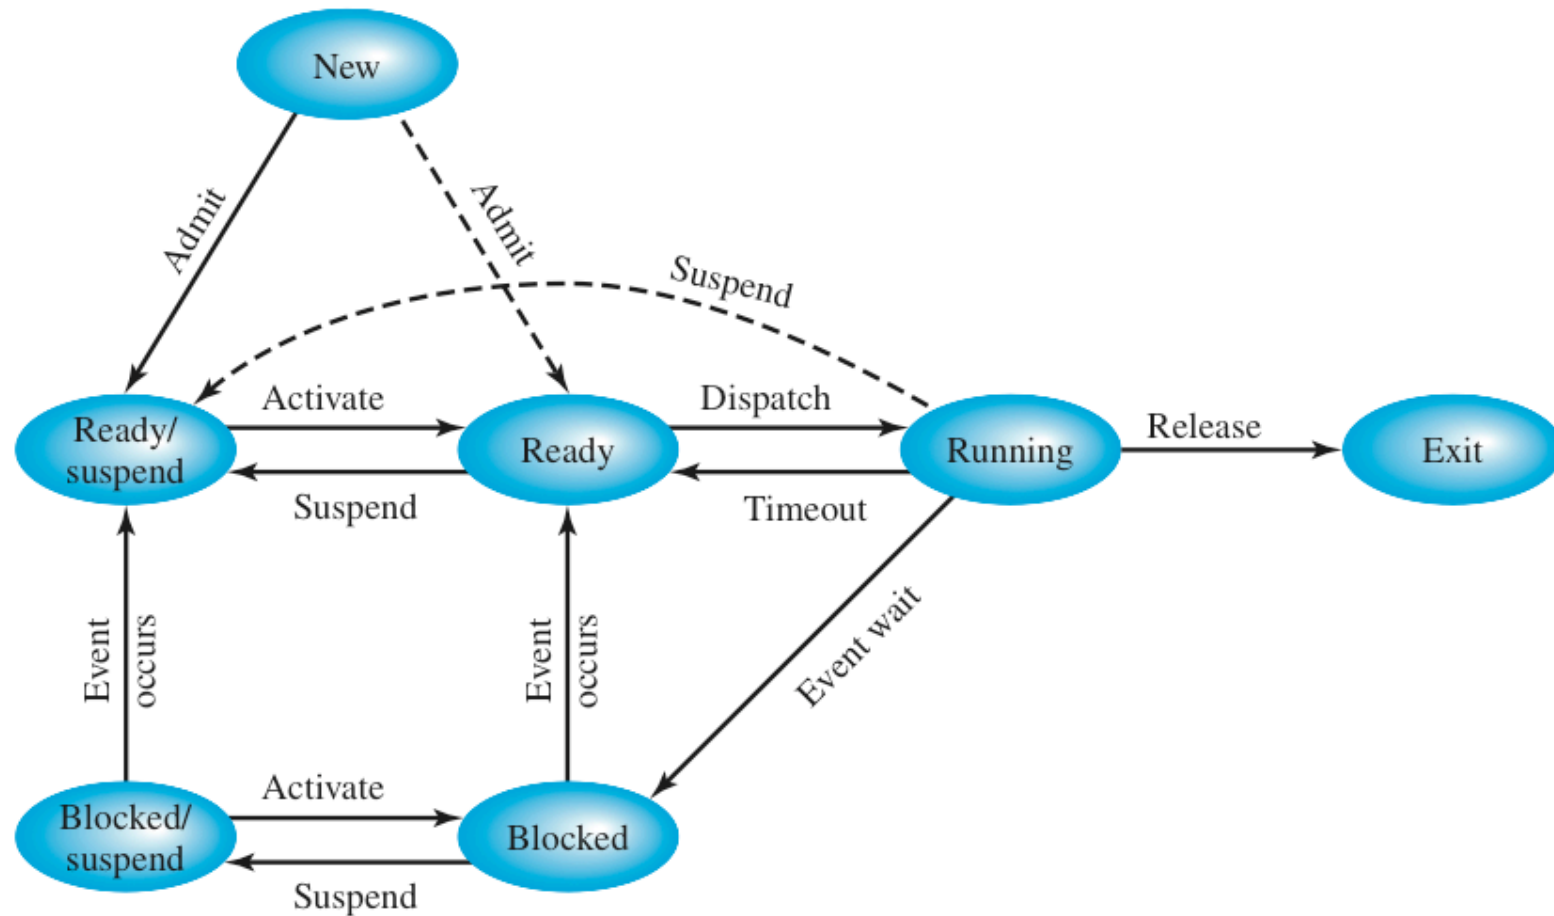 New
Admit
Admit
Suspend
Activate
Dispatch
Release
Ready/
suspend
Ready
Running
Exit
Suspend
Timeout
Event
occurs
Event
occurs
Event wait
Activate
Blocked/
suspend
Blocked
Suspend